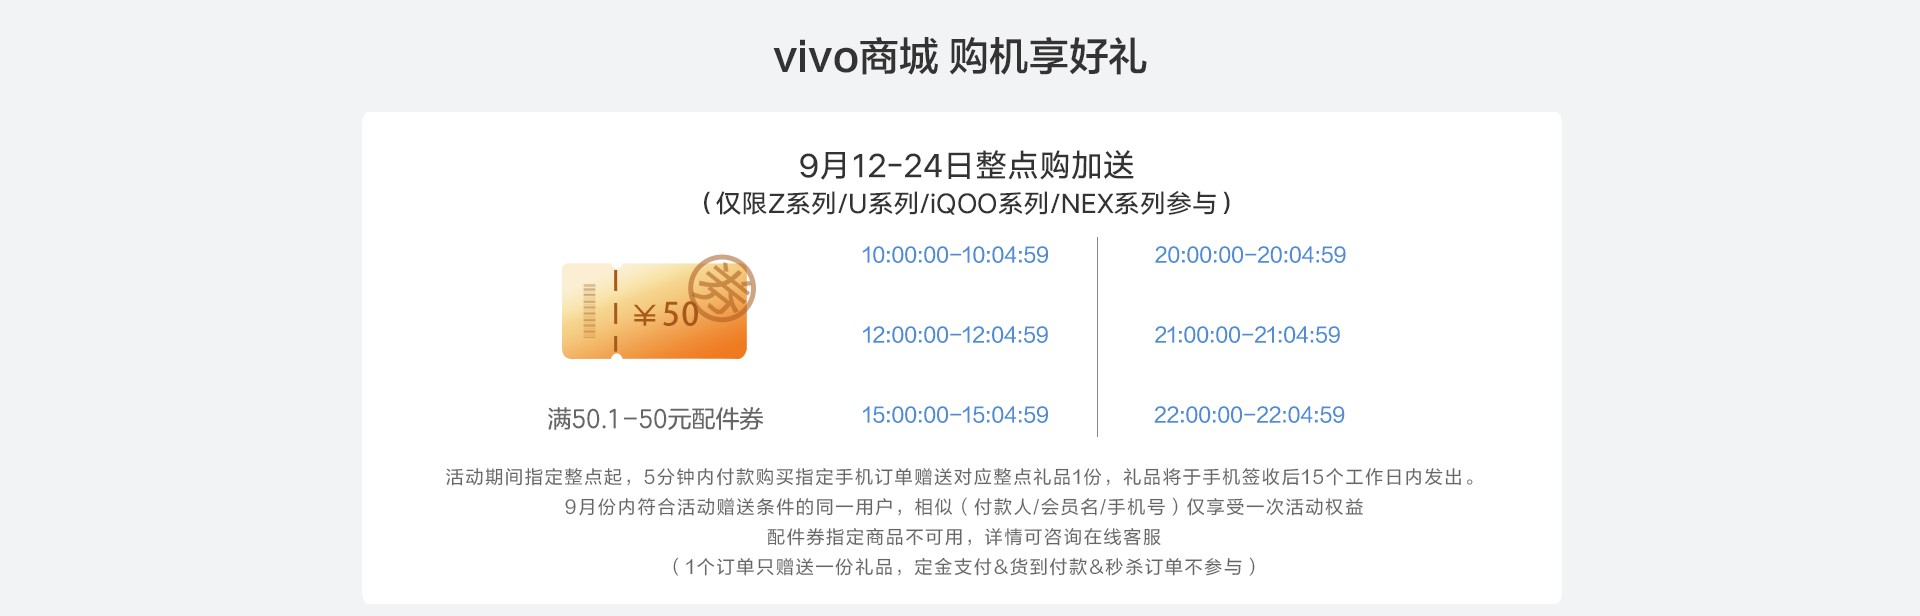 vivo商城 购机享好礼
9月12-24日整点购加送
(仅限Z系列/U系列/iQOO系列/NEX系列参与)
10:00:00-10:04:59
20:00:00-20:04:59
券
¥50
12:00:00-12:04:59
21:00:00-21:04:59
满50.1-50元配件券
15:00:00-15:04:59
22:00:00-22:04:59
活动期间指定整点起，5分钟内付款购买指定手机订单赠送对应整点礼品1份，礼品将于手机签收后15个工作日内发出。
9月份内符合活动赠送条件的同一用户，相似（付款人/会员名/手机号）仅享受一次活动权益
配件券指定商品不可用，详情可咨询在线客服
（1个订单只赠送一份礼品，定金支付&货到付款&秒杀订单不参与）